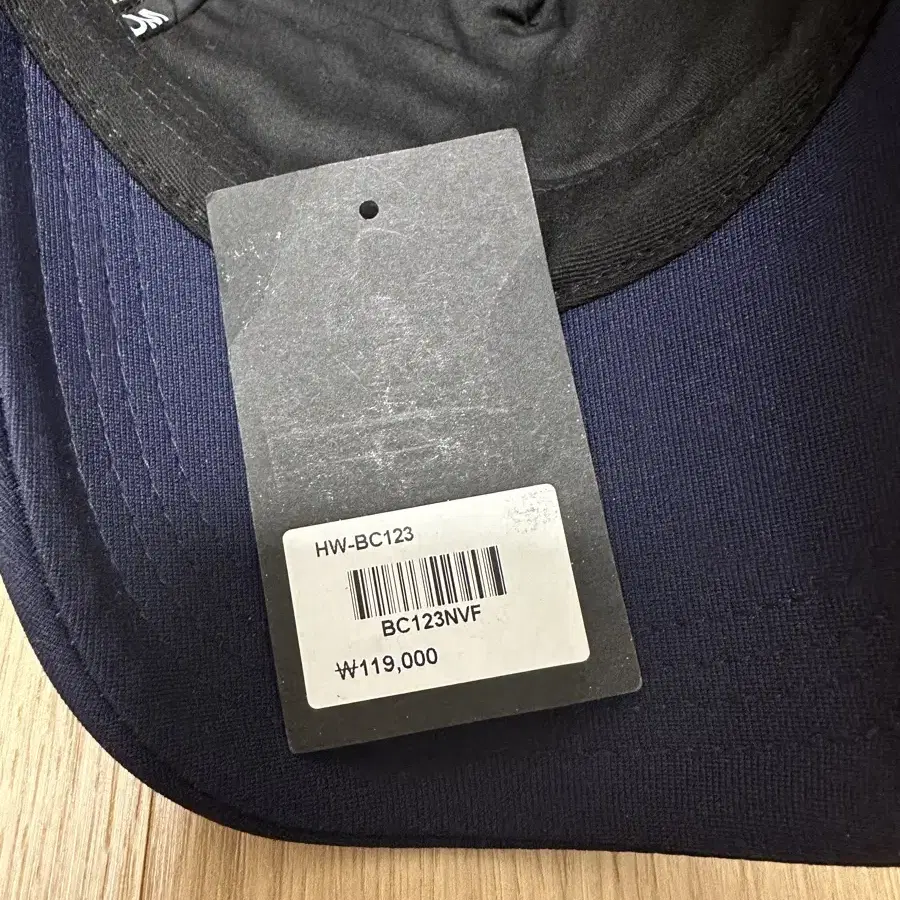 HW-BC123
BC123NVF
₩119,000